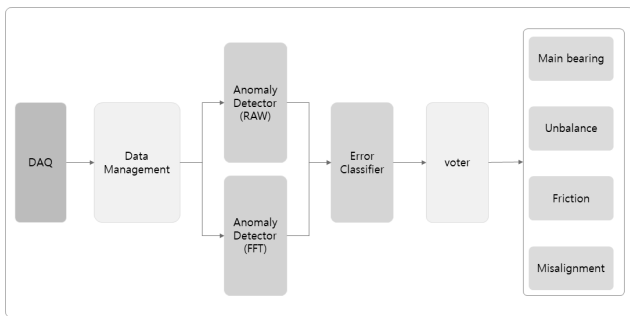 DAQ
Data
Management
Anomaly
Detector
(RAW)
Anomaly
Detector
(FFT)
Error
Classifier
voter
Main bearing
Unbalance
Friction
Misalignment